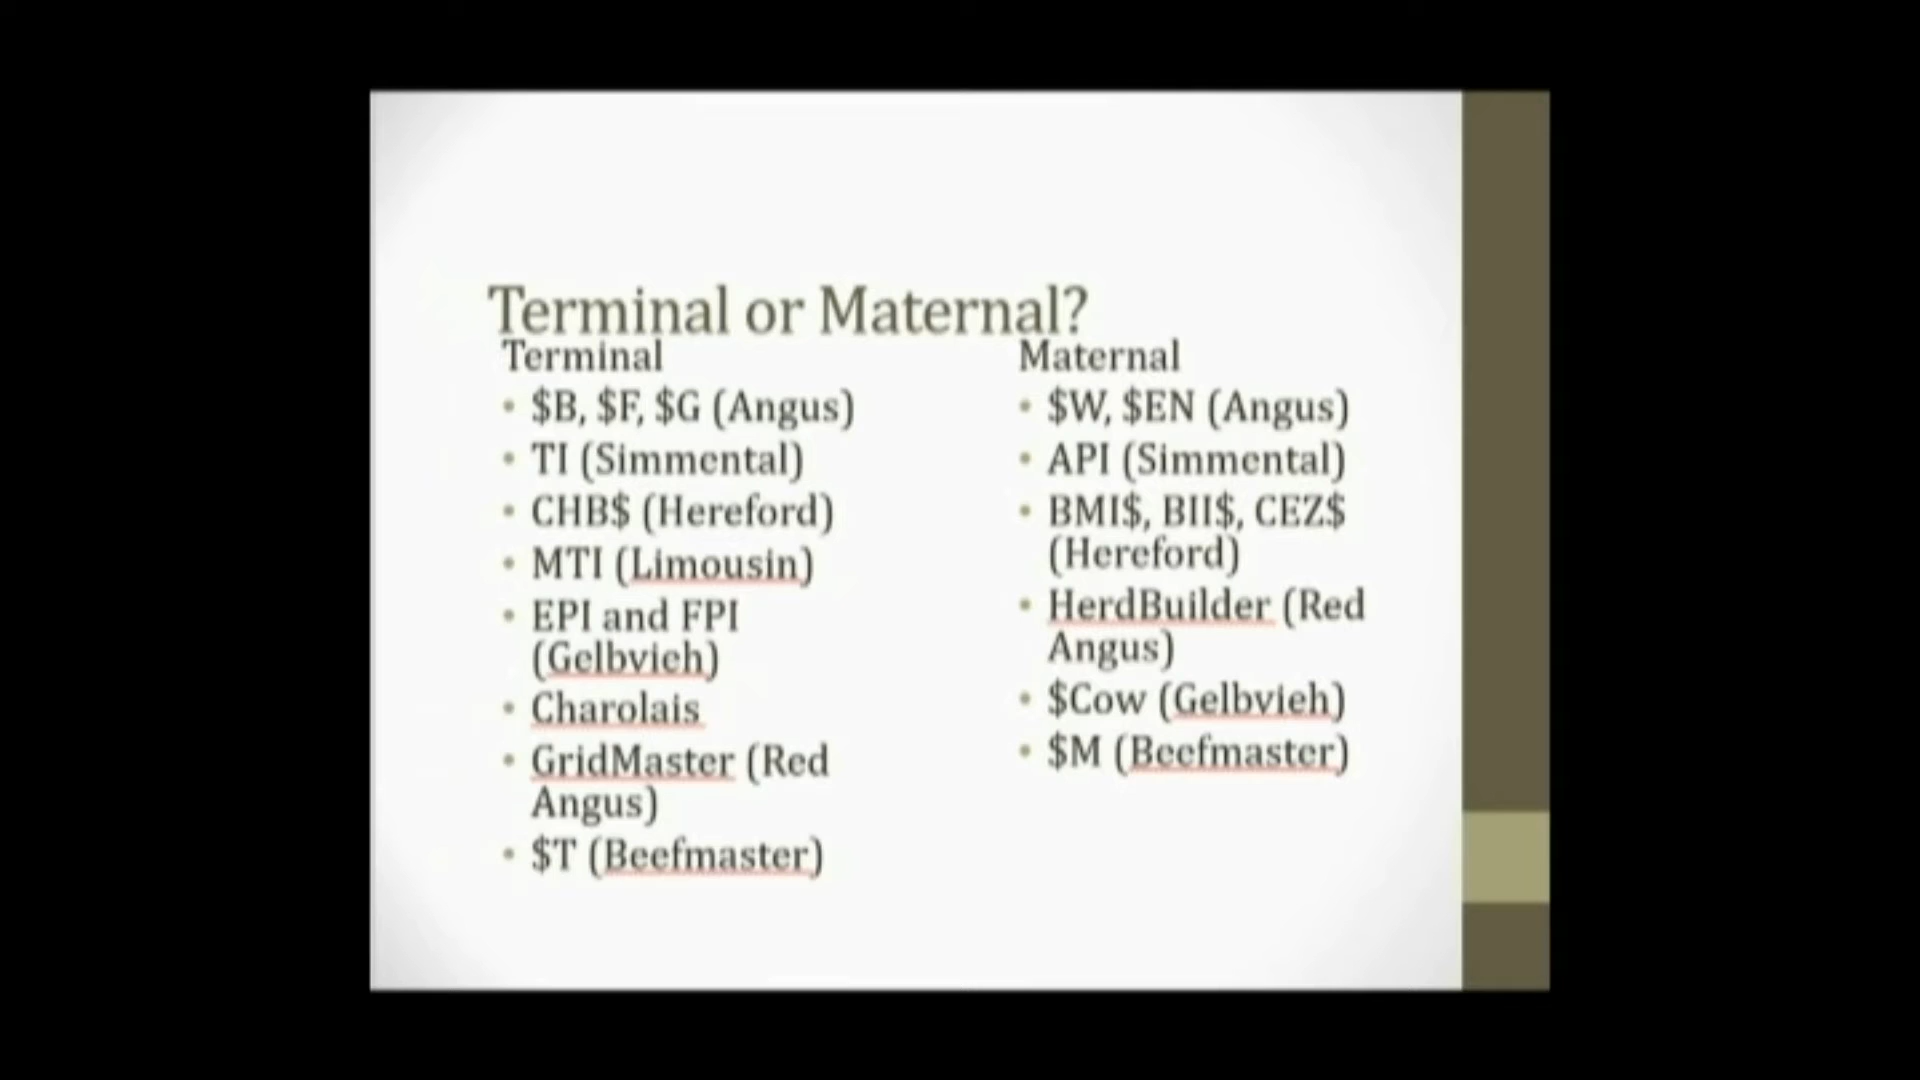 Terminal or Maternal?
Terminal
• $B, $F, $G (Angus)
• TI (Simmental)
• CHB$ (Hereford)
• MTI (Limousin)
• EPI and FPI
(Gelbvieh)
• Charolais
• GridMaster (Red
Angus)
• $T (Beefmaster)
Maternal
• $W, $EN (Angus)
• API (Simmental)
• BMI$, BII$, CEZ$
(Hereford)
• HerdBuilder (Red
Angus)
• $Cow (Gelbvieh)
• $M (Beefmaster)